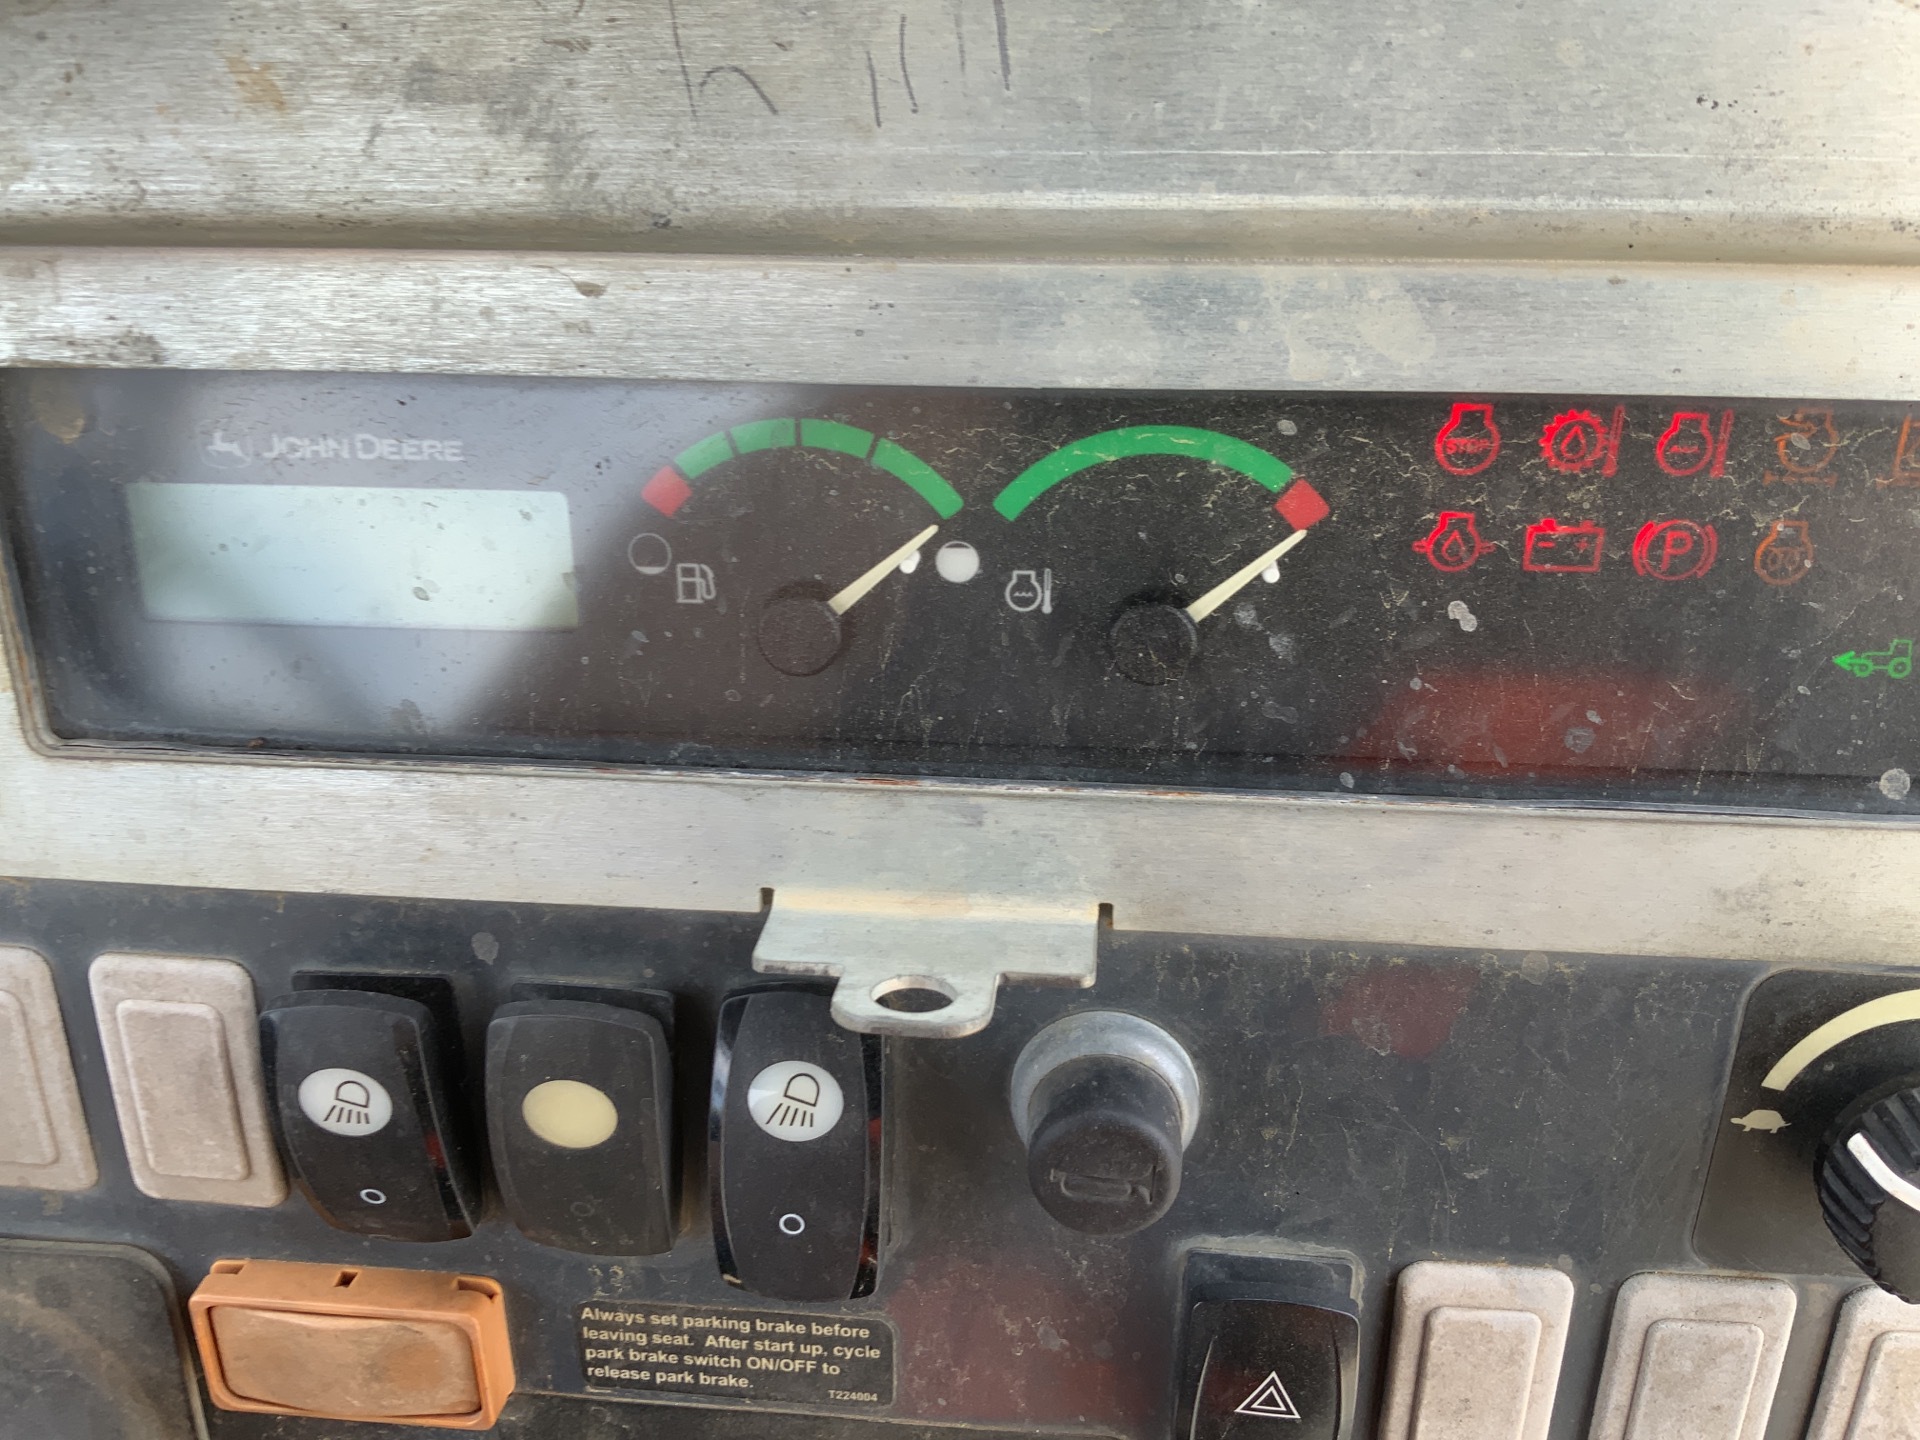 JOHN DEERE
STOP
P
Always set parking brake before
leaving seat. After start up, cycle
park brake switch ON/OFF to
release park brake.
T224004